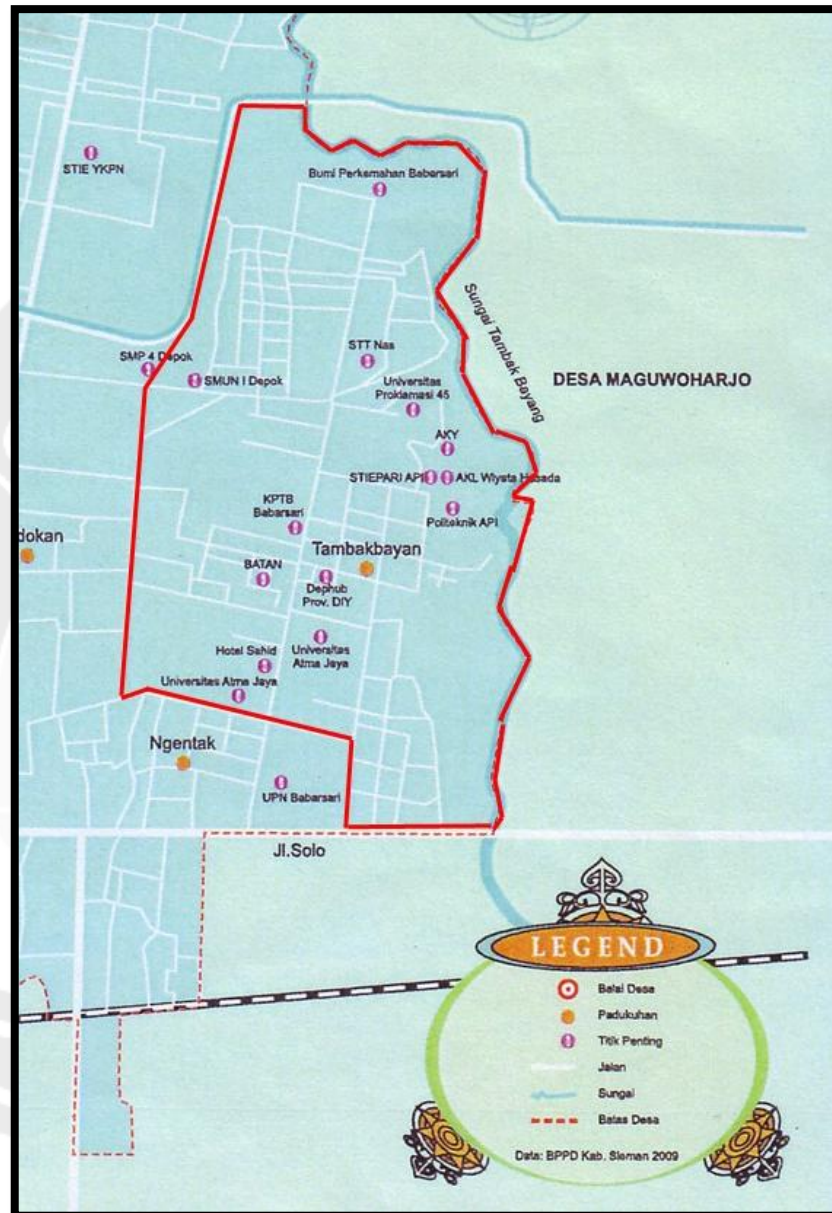 STIE YKPN
Bumi Perkemahan Babarsari
Sungai Tambak Bayang
SMP 4 Depok
STT Nas
SMUN I Depok
Universitas
Proklamasi 45
DESA MAGUWOHARJO
AKY
STIEPARI API
AKL Wiyata Husada
Politeknik API
KPTB
Babarsari
dokan
Tambakbayan
BATAN
Dephub
Prov. DIY
Hotel Sahid
Universitas
Atma Jaya
Universitas Atma Jaya
Ngentak
UPN Babarsari
Jl.Solo
LEGEND
Balai Desa
Padukuhan
Titik Penting
Jalan
Sungai
Batas Desa
Data: BPPD Kab. Sleman 2009